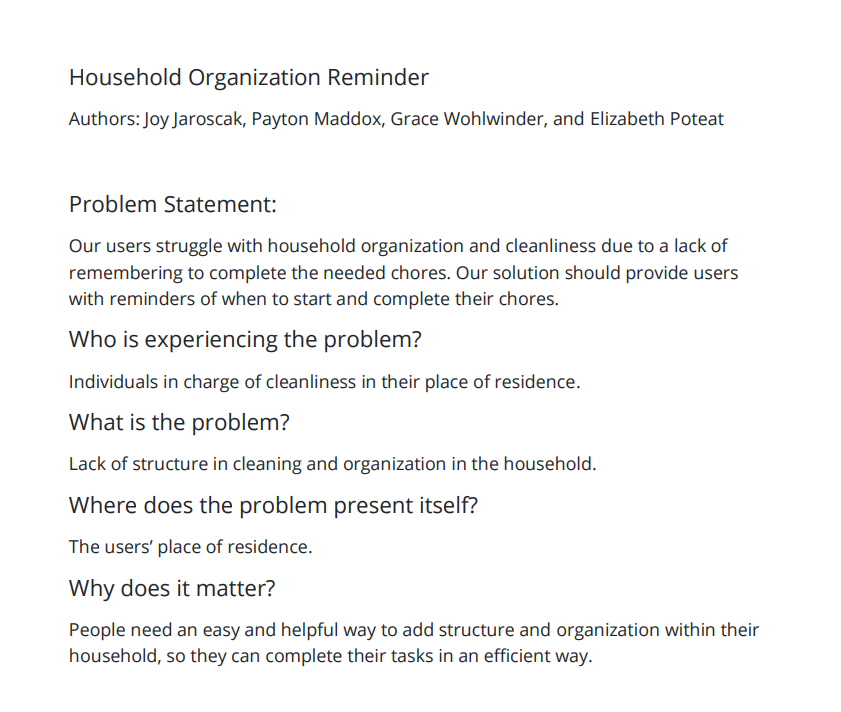 Household Organization Reminder
Authors: Joy Jaroscak, Payton Maddox, Grace Wohlwinder, and Elizabeth Poteat
Problem Statement:
Our users struggle with household organization and cleanliness due to a lack of
remembering to complete the needed chores. Our solution should provide users
with reminders of when to start and complete their chores.
Who is experiencing the problem?
Individuals in charge of cleanliness in their place of residence.
What is the problem?
Lack of structure in cleaning and organization in the household.
Where does the problem present itself?
The users’ place of residence.
Why does it matter?
People need an easy and helpful way to add structure and organization within their
household, so they can complete their tasks in an efficient way.